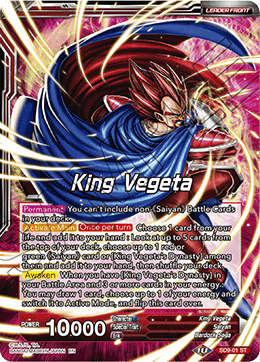 LEADER FRONT
King Vegeta
Permanent You can't include non-{Saiyan} Battle Cards
in your deck.
Activate:Main Once per turn Choose 1 card from your
life and add it to your hand : Look at up to 5 cards from
the top of your deck, choose up to 1 red or
green {Saiyan} card or [King Vegeta's Dynasty] among
them and add it to your hand, then shuffle your deck.
Awaken When you have [King Vegeta's Dynasty] in
your Battle Area and 3 or more cards in your energy :
You may draw 1 card, choose up to 1 of your energy and
switch it to Active Mode, and flip this card over.
POWER 10000
Character King Vegeta
Special Trait Saiyan
Era Bardock Saga
SD9-01 ST